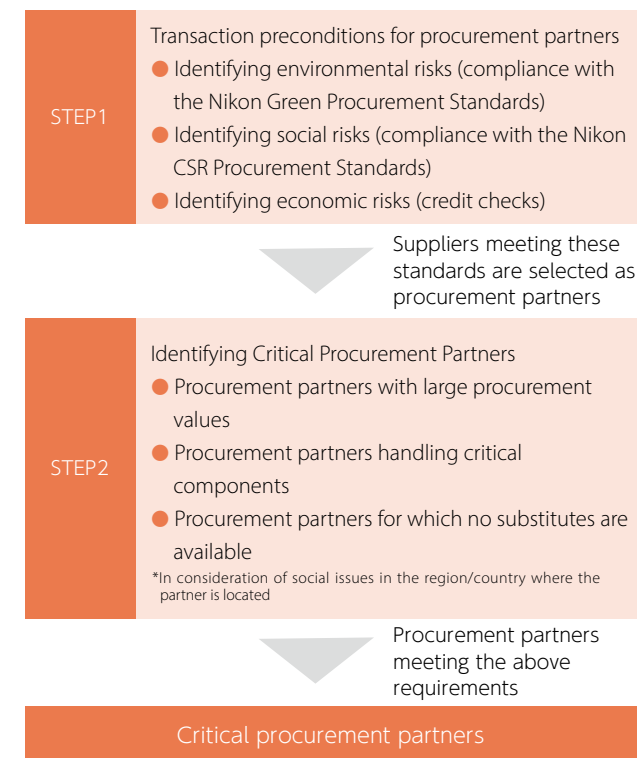 STEP1
Transaction preconditions for procurement partners
● Identifying environmental risks (compliance with
the Nikon Green Procurement Standards)
● Identifying social risks (compliance with the Nikon
CSR Procurement Standards)
● Identifying economic risks (credit checks)
Suppliers meeting these
standards are selected as
procurement partners
STEP2
Identifying Critical Procurement Partners
● Procurement partners with large procurement
values
● Procurement partners handling critical
components
● Procurement partners for which no substitutes are
available
*In consideration of social issues in the region/country where the
partner is located
Procurement partners
meeting the above
requirements
Critical procurement partners